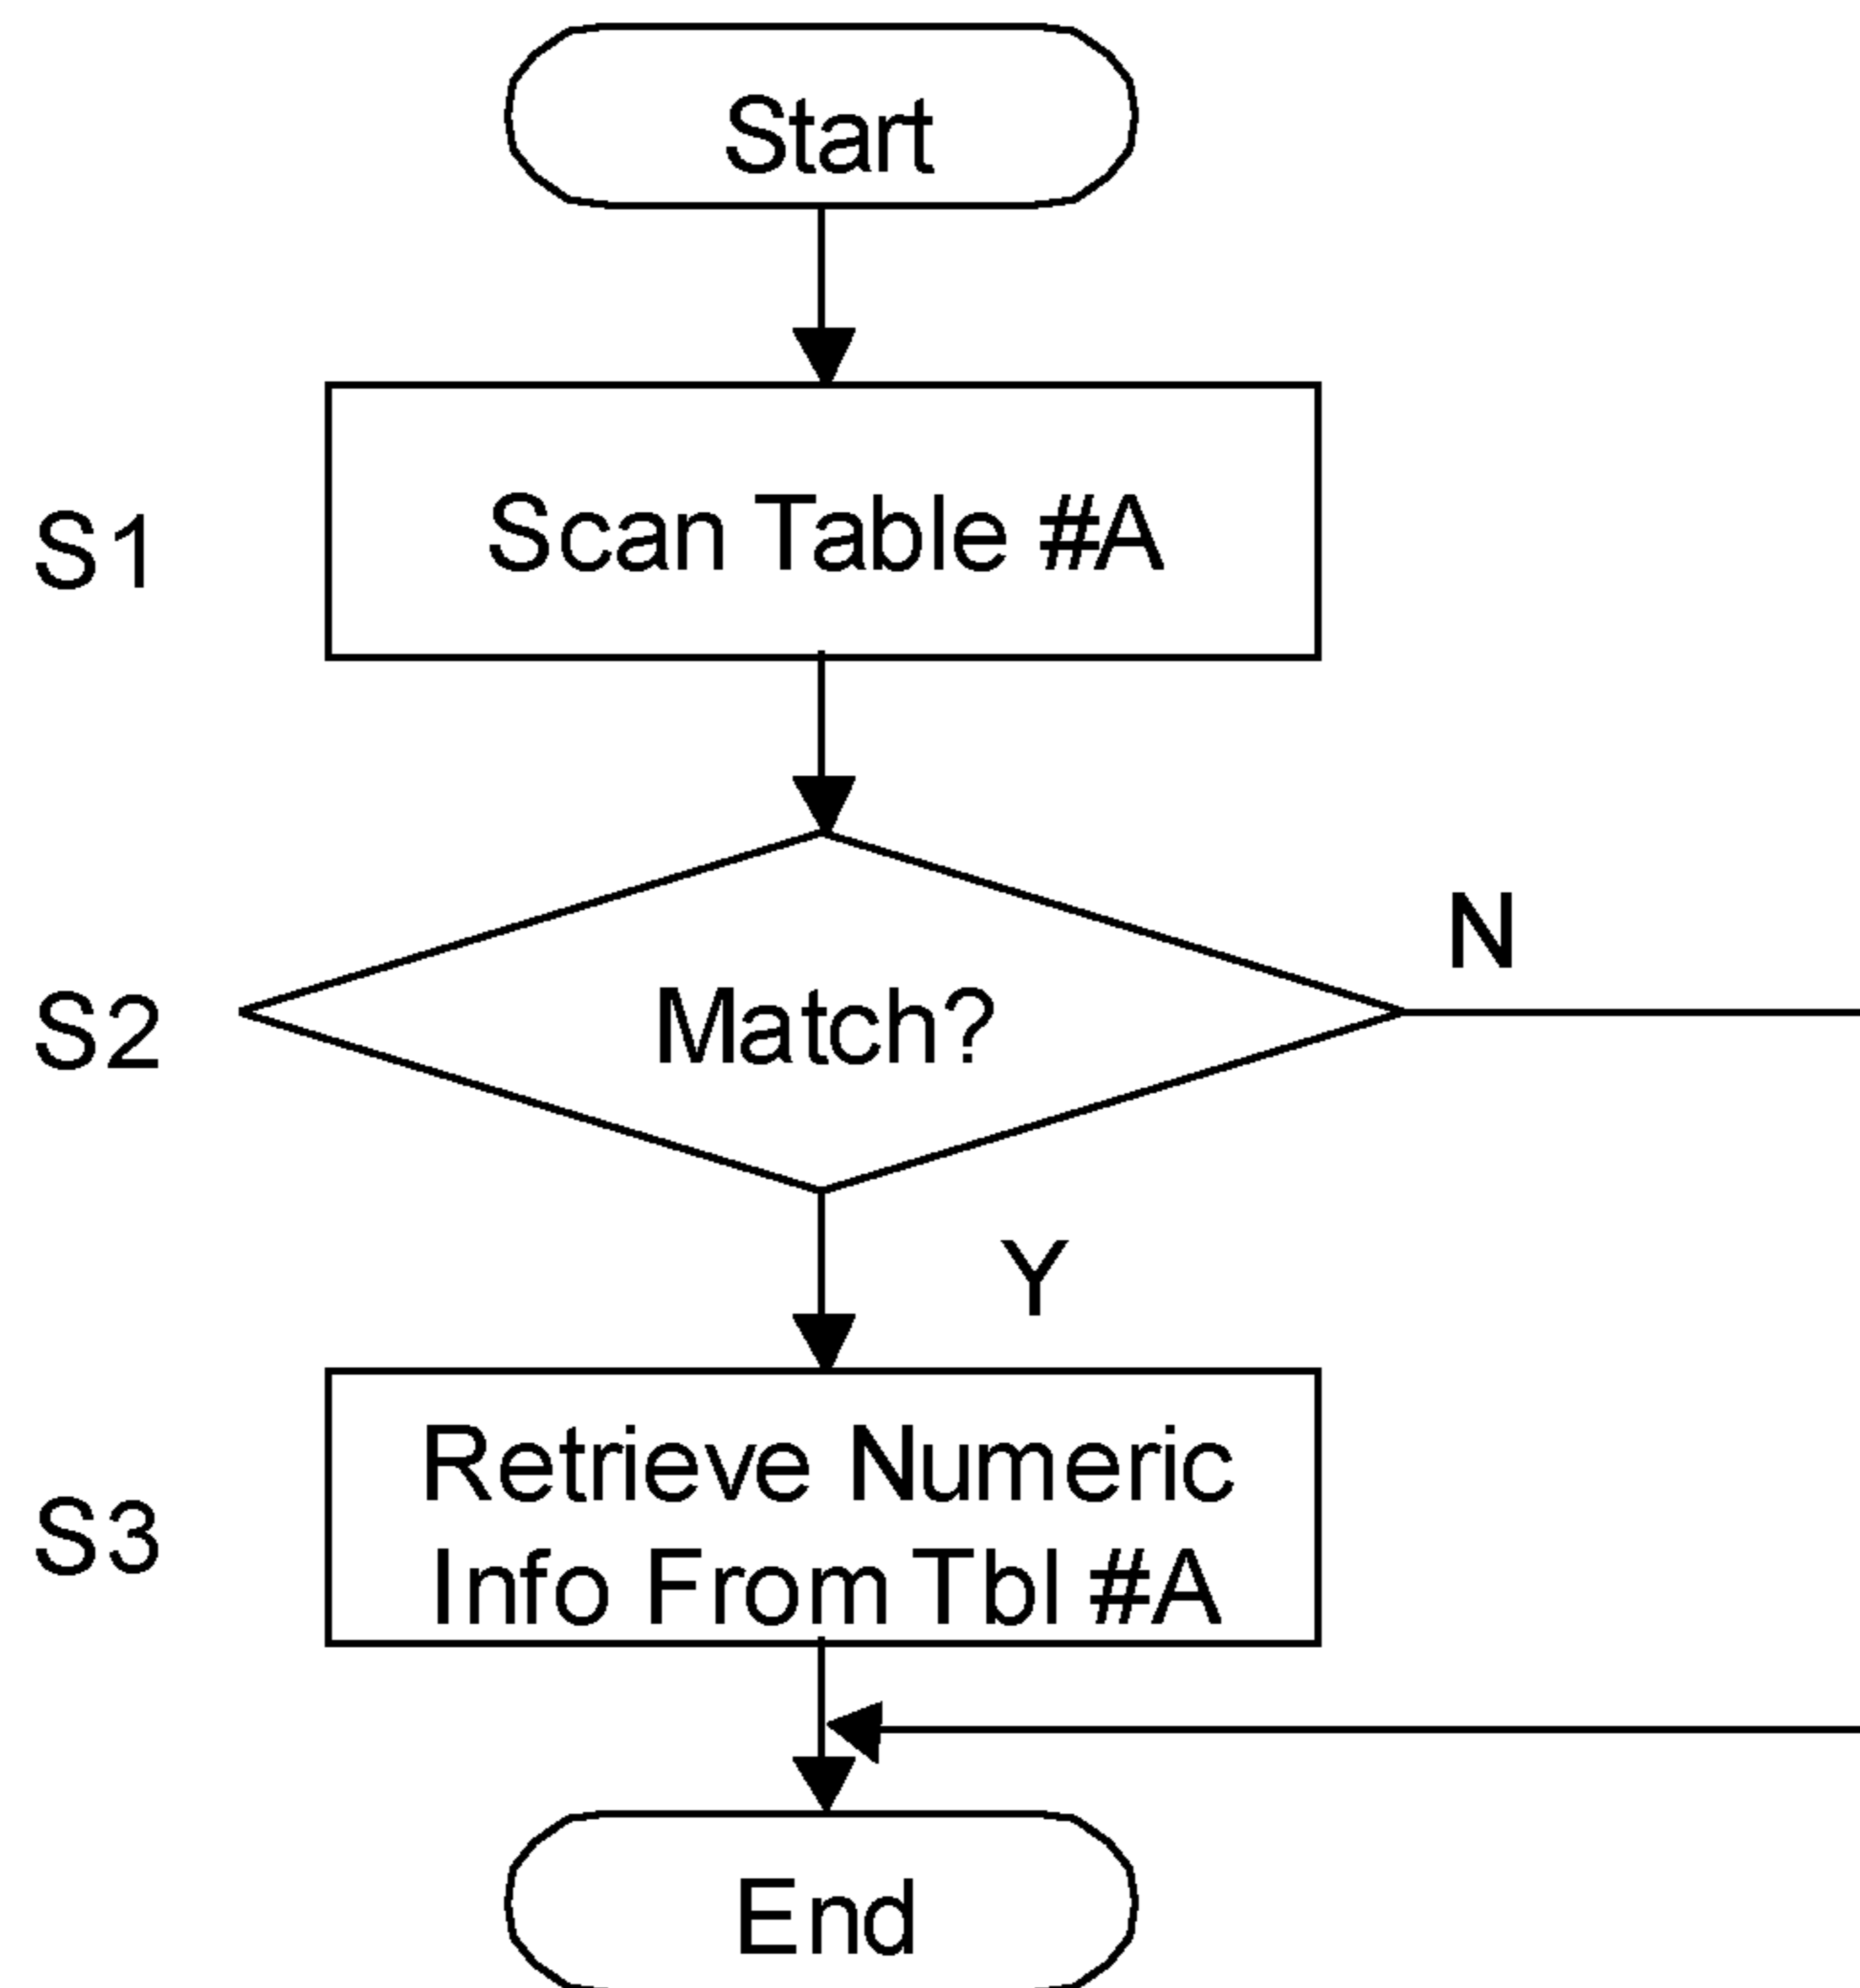 Start
S1
Scan Table #A
S2
Match?
N
Y
S3
Retrieve Numeric
Info From Tbl #A
End